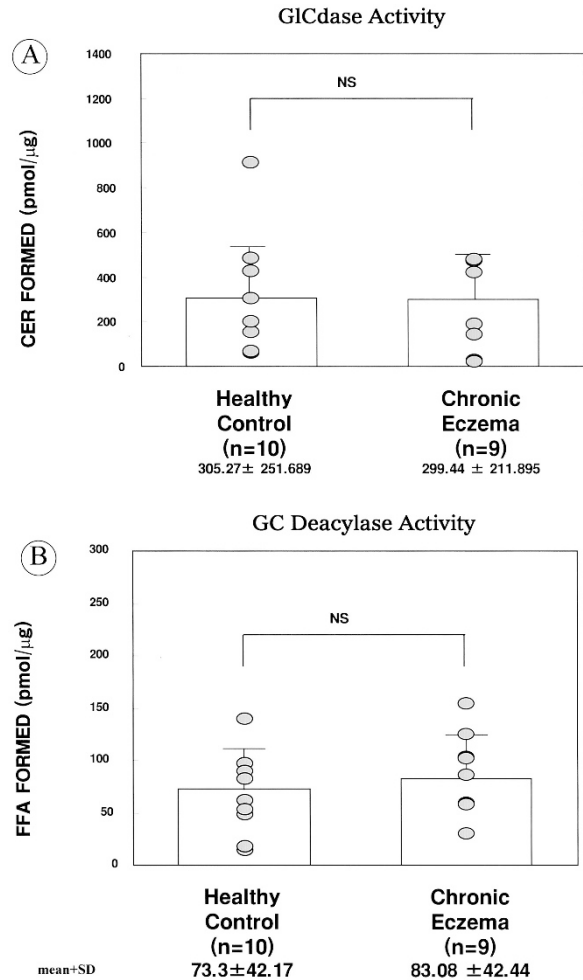 GlCdase Activity
A
1400
1200
1000
800
600
400
200
0
CER FORMED (pmol/µg)
NS
Healthy Control (n=10)
305.27± 251.689
Chronic Eczema (n=9)
299.44 ± 211.895
GC Deacylase Activity
B
300
250
200
150
100
50
0
FFA FORMED (pmol/µg)
NS
Healthy Control (n=10)
73.3±42.17
Chronic Eczema (n=9)
83.08 ±42.44
mean+SD